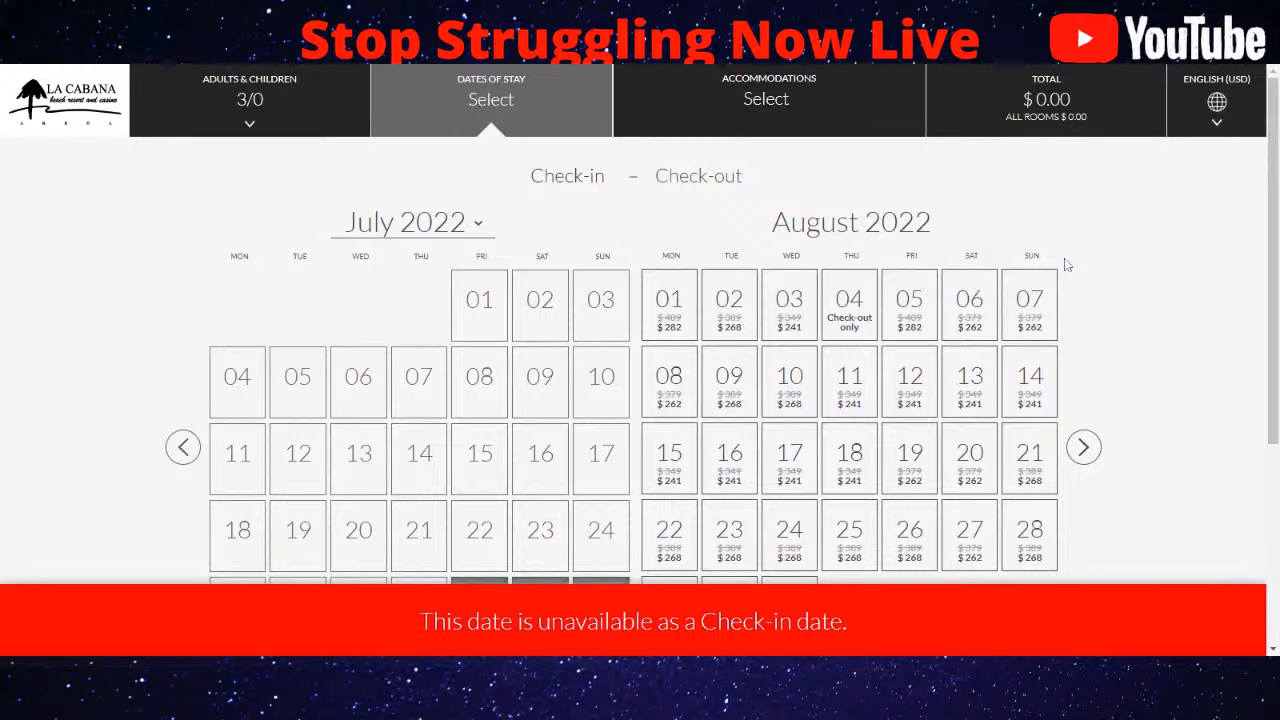 Stop Struggling Now Live
YouTube
LA CABANA
beach resort and casino
A R U B A
ADULTS & CHILDREN
3/0
DATES OF STAY
Select
ACCOMMODATIONS
Select
TOTAL
$ 0.00
ALL ROOMS $ 0.00
ENGLISH (USD)
Check-in – Check-out
July 2022
MON TUE WED THU FRI SAT SUN
01 02 03
04 05 06 07 08 09 10
11 12 13 14 15 16 17
18 19 20 21 22 23 24
August 2022
MON TUE WED THU FRI SAT SUN
01 02 03 04 05 06 07
$ 409 $ 389 $ 349 Check-out $ 409 $ 379 $ 379
$ 282 $ 268 $ 241 only $ 282 $ 262 $ 262
08 09 10 11 12 13 14
$ 379 $ 389 $ 389 $ 349 $ 349 $ 349 $ 349
$ 262 $ 268 $ 268 $ 241 $ 241 $ 241 $ 241
15 16 17 18 19 20 21
$ 349 $ 349 $ 349 $ 349 $ 379 $ 379 $ 389
$ 241 $ 241 $ 241 $ 241 $ 262 $ 262 $ 268
22 23 24 25 26 27 28
$ 389 $ 389 $ 389 $ 389 $ 389 $ 379 $ 389
$ 268 $ 268 $ 268 $ 268 $ 268 $ 262 $ 268
This date is unavailable as a Check-in date.